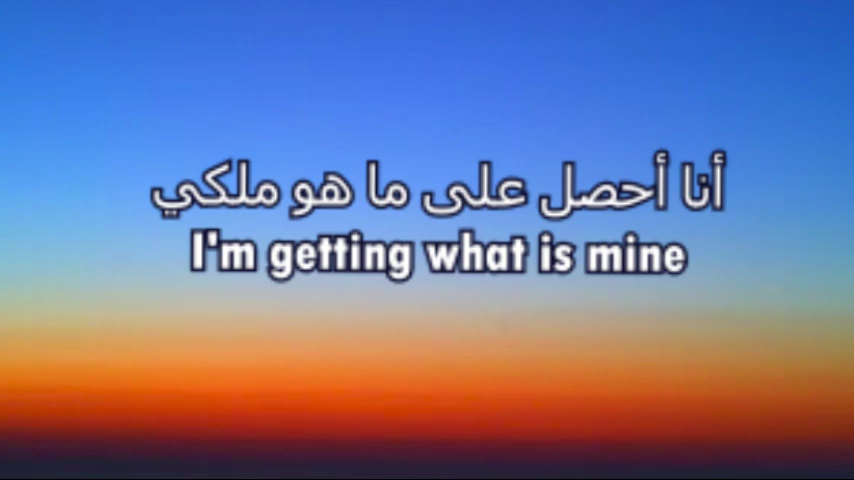 أنا أحصل على ما هو ملكي
I'm getting what is mine